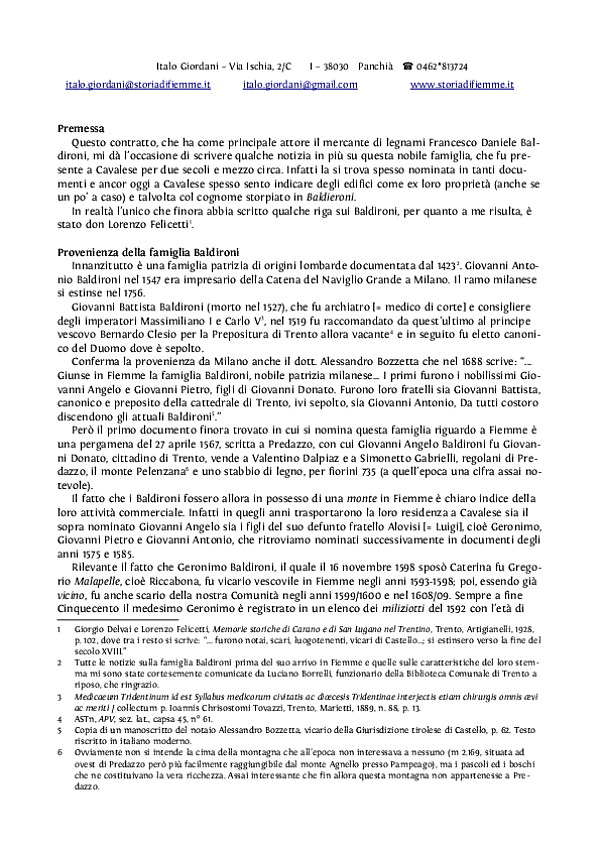 Italo Giordani – Via Ischia, 2/C I – 38030 Panchià ☎ 0462*813724
italo.giordani@storiadifiemme.it italo.giordani@gmail.com www.storiadifiemme.it
Premessa
Questo contratto, che ha come principale attore il mercante di legnami Francesco Daniele Bal-
dironi, mi dà l'occasione di scrivere qualche notizia in più su questa nobile famiglia, che fu pre-
sente a Cavalese per due secoli e mezzo circa. Infatti la si trova spesso nominata in tanti docu-
menti e ancor oggi a Cavalese spesso sento indicare degli edifici come ex loro proprietà (anche se
un po' a caso) e talvolta col cognome storpiato in Baldieroni.
In realtà l'unico che finora abbia scritto qualche riga sui Baldironi, per quanto a me risulta, è
stato don Lorenzo Felicetti1.
Provenienza della famiglia Baldironi
Innanzitutto è una famiglia patrizia di origini lombarde documentata dal 14232. Giovanni Anto-
nio Baldironi nel 1547 era impresario della Catena del Naviglio Grande a Milano. Il ramo milanese
si estinse nel 1756.
Giovanni Battista Baldironi (morto nel 1527), che fu archiatro [= medico di corte] e consigliere
degli imperatori Massimiliano I e Carlo V3, nel 1519 fu raccomandato da quest'ultimo al principe
vescovo Bernardo Clesio per la Prepositura di Trento allora vacante4 e in seguito fu eletto canoni-
co del Duomo dove è sepolto.
Conferma la provenienza da Milano anche il dott. Alessandro Bozzetta che nel 1688 scrive: "...
Giunse in Fiemme la famiglia Baldironi, nobile patrizia milanese... I primi furono i nobilissimi Gio-
vanni Angelo e Giovanni Pietro, figli di Giovanni Donato. Furono loro fratelli sia Giovanni Battista,
canonico e preposito della cattedrale di Trento, ivi sepolto, sia Giovanni Antonio, Da tutti costoro
discendono gli attuali Baldironi5."
Però il primo documento finora trovato in cui si nomina questa famiglia riguardo a Fiemme è
una pergamena del 27 aprile 1567, scritta a Predazzo, con cui Giovanni Angelo Baldironi fu Giovan-
ni Donato, cittadino di Trento, vende a Valentino Dalpiaz e a Simonetto Gabrielli, regolani di Pre-
dazzo, il monte Pelenzana6 e uno stabbio di legno, per fiorini 735 (a quell'epoca una cifra assai no-
tevole).
Il fatto che i Baldironi fossero allora in possesso di una monte in Fiemme è chiaro indice della
loro attività commerciale. Infatti in quegli anni trasportarono la loro residenza a Cavalese sia il
sopra nominato Giovanni Angelo sia i figli del suo defunto fratello Alovisi [= Luigi], cioè Geronimo,
Giovanni Pietro e Giovanni Antonio, che ritroviamo nominati successivamente in documenti degli
anni 1575 e 1585.
Rilevante il fatto che Geronimo Baldironi, il quale il 16 novembre 1598 sposò Caterina fu Grego-
rio Malapelle, cioè Riccabona, fu vicario vescovile in Fiemme negli anni 1593-1598; poi, essendo già
vicino, fu anche scario della nostra Comunità negli anni 1599/1600 e nel 1608/09. Sempre a fine
Cinquecento il medesimo Geronimo è registrato in un elenco dei miliziotti del 1592 con l'età di
1 Giorgio Delvai e Lorenzo Felicetti, Memorie storiche di Carano e di San Lugano nel Trentino, Trento, Artigianelli, 1928,
p. 102, dove tra i resto si scrive: "... furono notai, scari, luogotenenti, vicari di Castello...; si estinsero verso la fine del
secolo XVIII."
2 Tutte le notizie sulla famiglia Baldironi prima del suo arrivo in Fiemme e quelle sulle caratteristiche del loro stem-
ma mi sono state cortesemente comunicate da Luciano Borrelli, funzionario della Biblioteca Comunale di Trento a
riposo, che ringrazio.
3 Medicaeum Tridentinum id est Syllabus medicorum civitatis ac diœcesis Tridentinae interjectis etiam chirurgis omnis ævi
ac meriti / collectum p. Ioannis Chrisostomi Tovazzi, Trento, Marietti, 1889, n. 88, p. 13.
4 ASTn, APV, sez. lat., capsa 45, n° 61.
5 Copia di un manoscritto del notaio Alessandro Bozzetta, vicario della Giurisdizione tirolese di Castello, p. 62. Testo
riscritto in italiano moderno.
6 Ovviamente non si intende la cima della montagna che all'epoca non interessava a nessuno (m 2.169, situata ad
ovest di Predazzo però più facilmente raggiungibile dal monte Agnello presso Pampeago), ma i pascoli ed i boschi
che ne costituivano la vera ricchezza. Assai interessante che fin allora questa montagna non appartenesse a Pre-
dazzo.